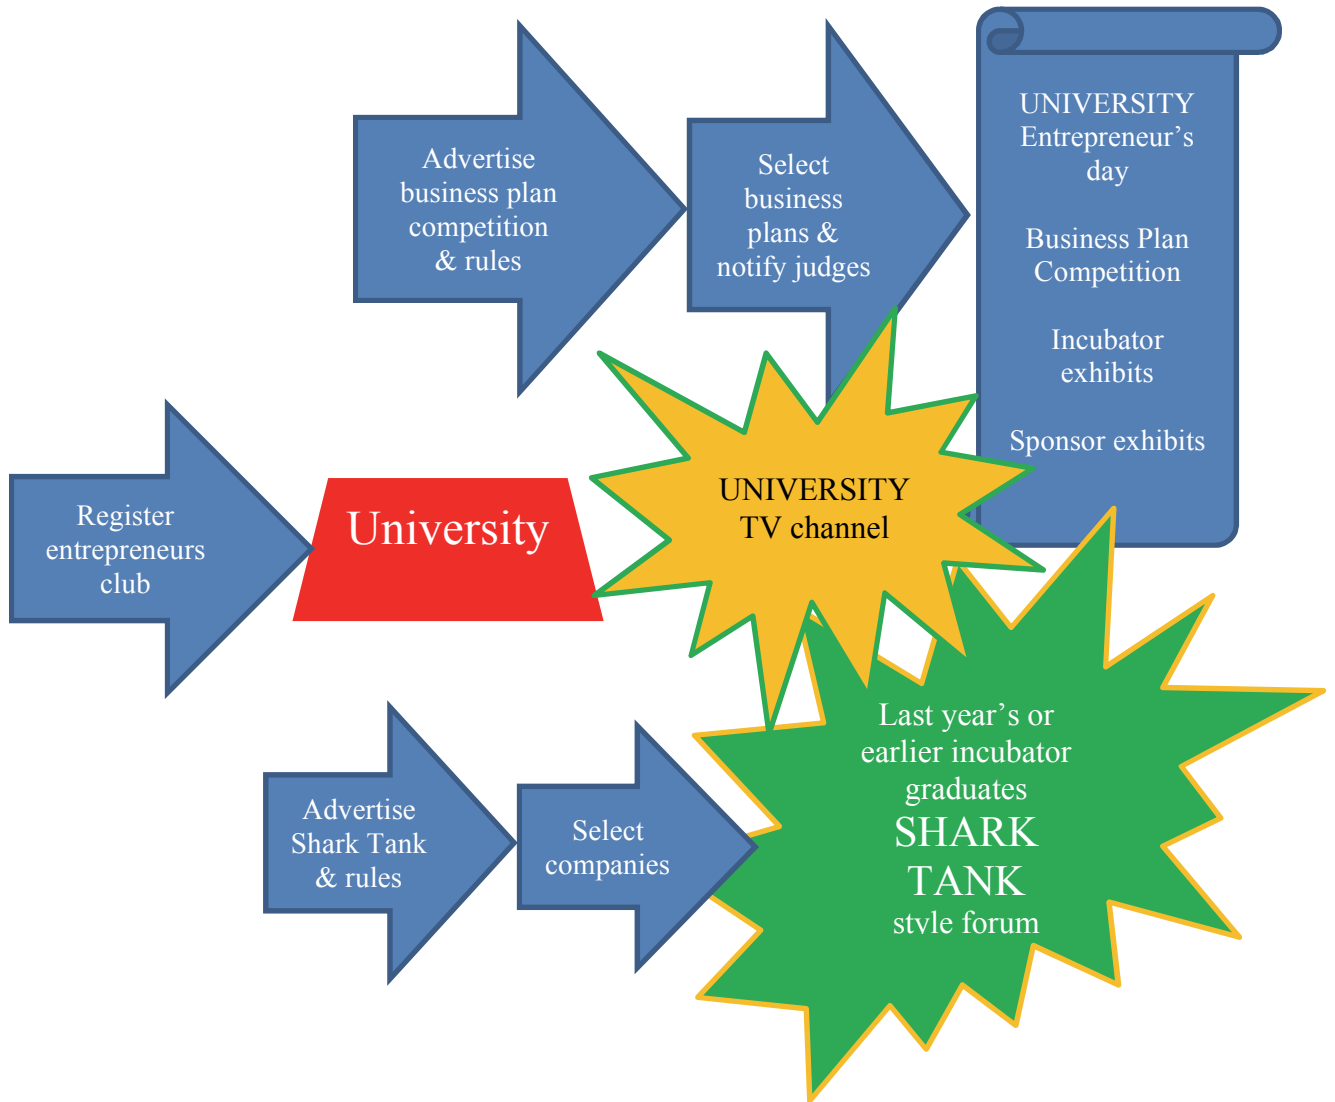 Advertise
business plan
competition
& rules
Select
business
plans &
notify judges
UNIVERSITY
Entrepreneur’s
day
Business Plan
Competition
Incubator
exhibits
Sponsor exhibits
Register
entrepreneurs
club
University
UNIVERSITY
TV channel
Advertise
Shark Tank
& rules
Select
companies
Last year’s or
earlier incubator
graduates
SHARK
TANK
style forum